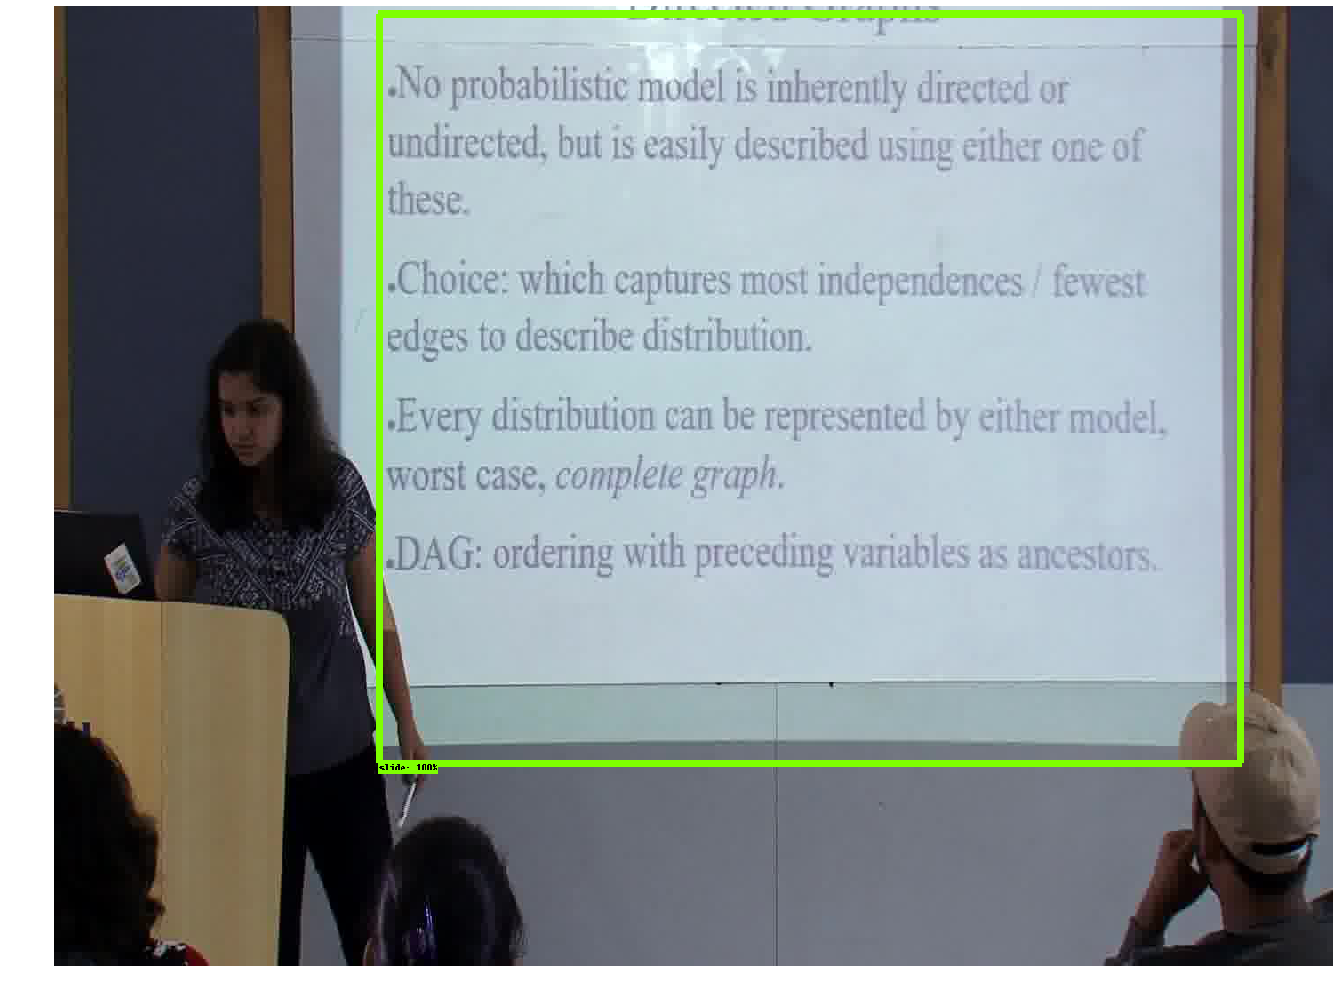 Directed Graphs
.No probabilistic model is inherently directed or
undirected, but is easily described using either one of
these.
.Choice: which captures most independences / fewest
edges to describe distribution.
.Every distribution can be represented by either model,
worst case, complete graph.
.DAG: ordering with preceding variables as ancestors.
slide: 100%